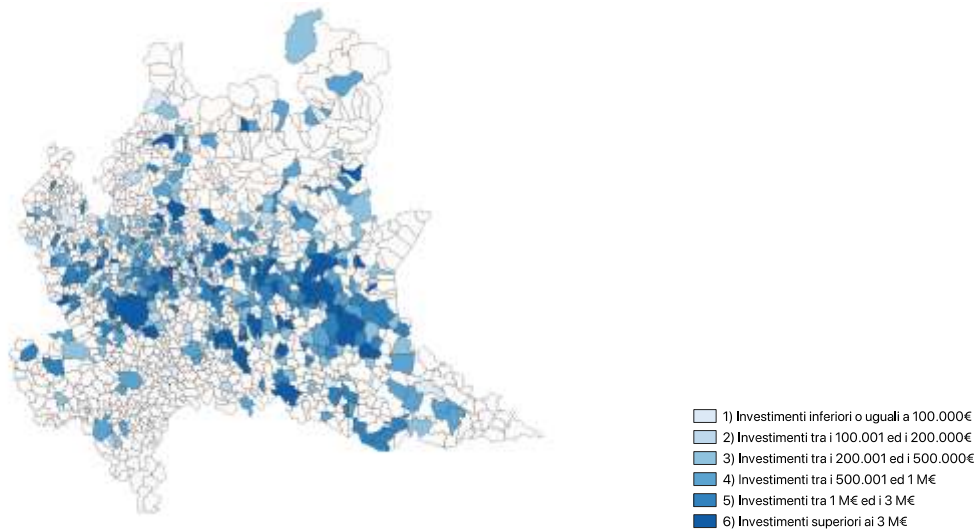 1) Investimenti inferiori o uguali a 100.000€
2) Investimenti tra i 100.001 ed i 200.000€
3) Investimenti tra i 200.001 ed i 500.000€
4) Investimenti tra i 500.001 ed 1 M€
5) Investimenti tra 1 M€ ed i 3 M€
6) Investimenti superiori ai 3 M€